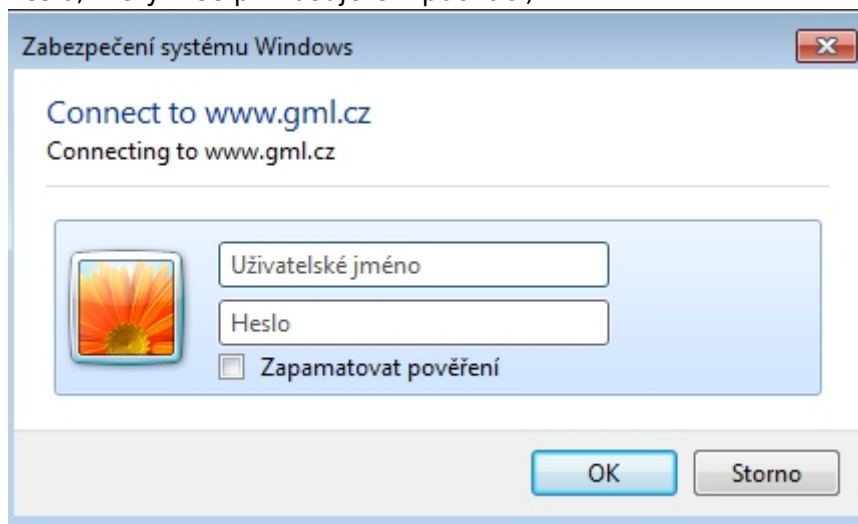 Zabezpečení systému Windows
Connect to www.gml.cz
Connecting to www.gml.cz
Uživatelské jméno
Heslo
Zapamatovat pověření
OK
Storno